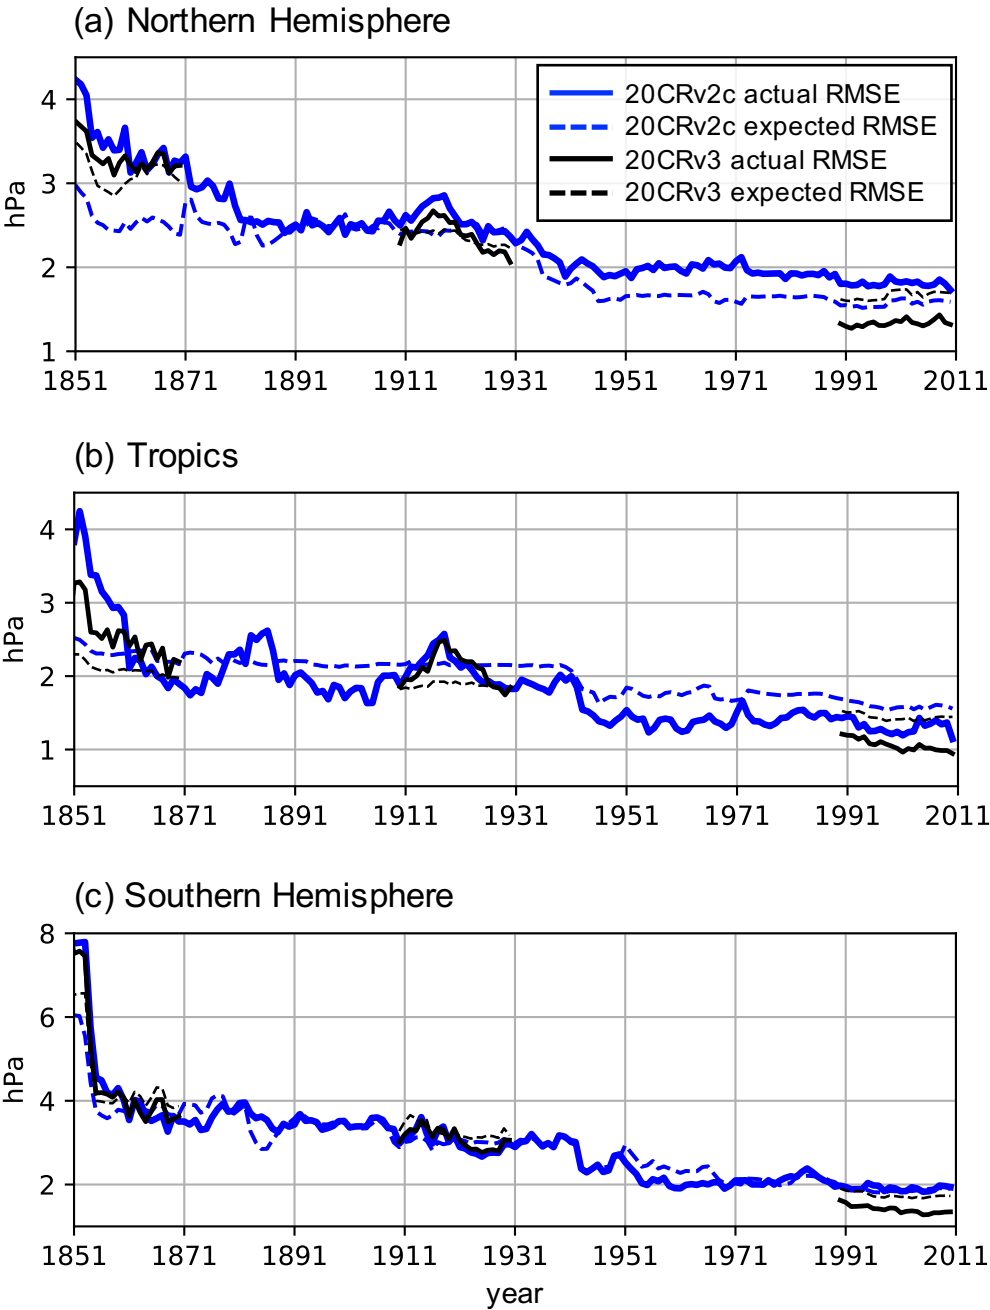 (a) Northern Hemisphere
20CRv2c actual RMSE
20CRv2c expected RMSE
20CRv3 actual RMSE
20CRv3 expected RMSE
4
3
2
1
hPa
1851 1871 1891 1911 1931 1951 1971 1991 2011
(b) Tropics
4
3
2
1
hPa
1851 1871 1891 1911 1931 1951 1971 1991 2011
(c) Southern Hemisphere
8
6
4
2
hPa
1851 1871 1891 1911 1931 1951 1971 1991 2011
year